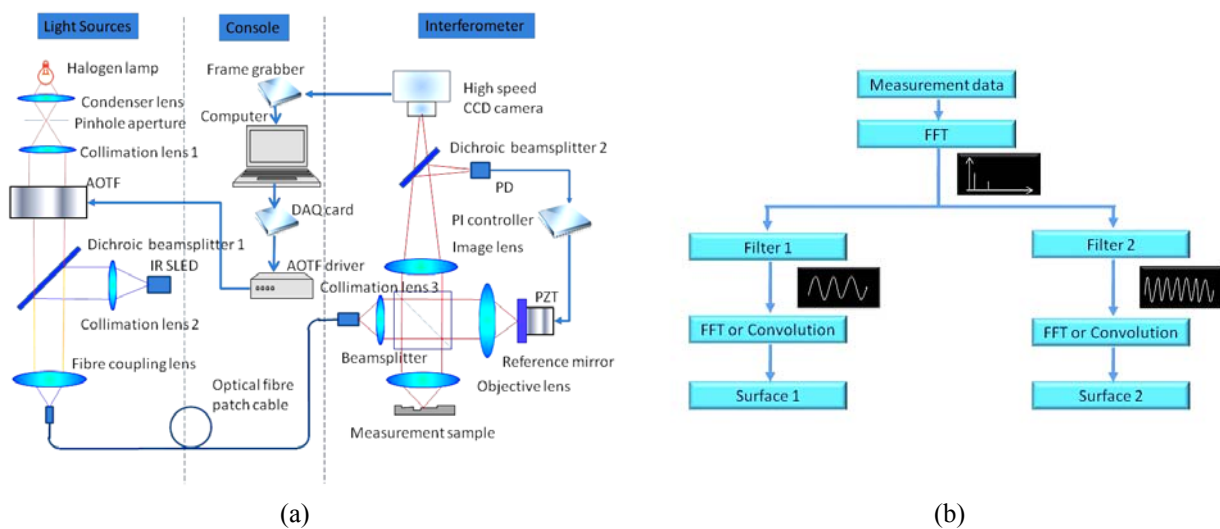 Light Sources
Console
Interferometer
Halogen lamp
Condenser lens
Pinhole aperture
Collimation lens 1
AOTF
Dichroic beamsplitter 1
IR SLED
Collimation lens 2
Fibre coupling lens
Frame grabber
Computer
DAQ card
AOTF driver
Optical fibre
patch cable
High speed
CCD camera
Dichroic beamsplitter 2
PD
PI controller
Image lens
Collimation lens 3
PZT
Beamsplitter
Reference mirror
Objective lens
Measurement sample
(a)
Measurement data
FFT
Filter 1
Filter 2
FFT or Convolution
FFT or Convolution
Surface 1
Surface 2
(b)